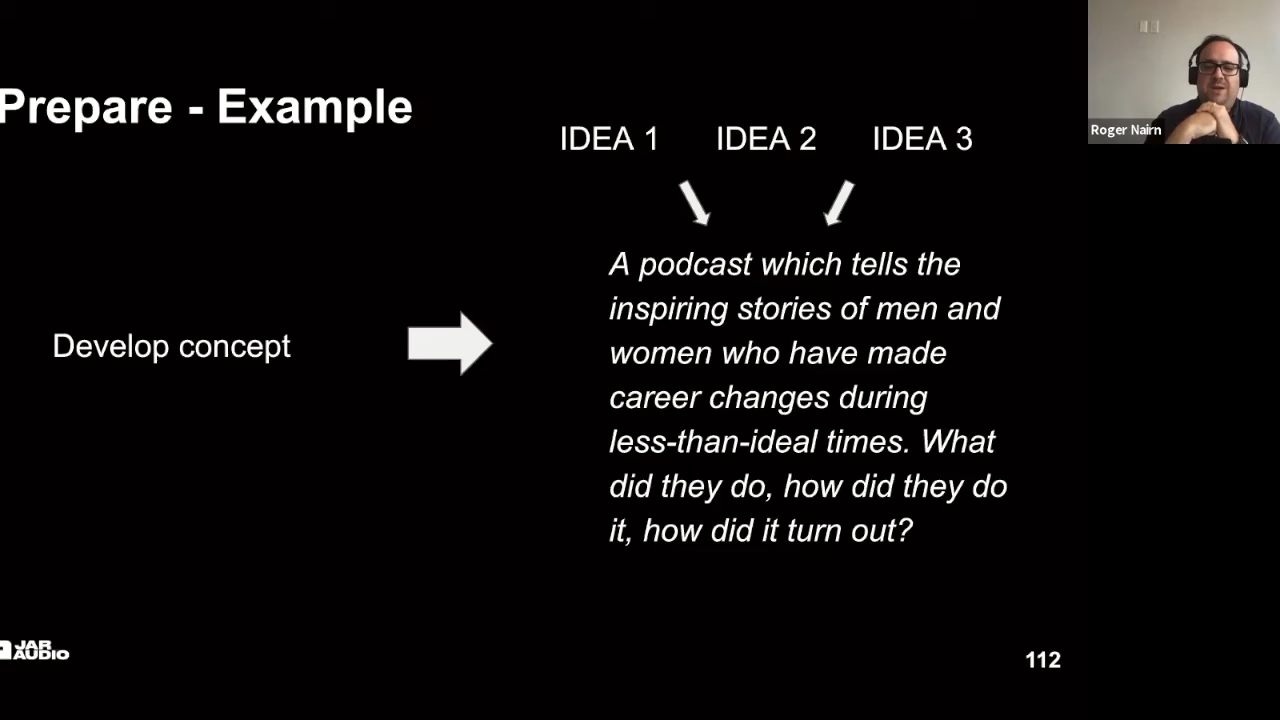 Prepare - Example
IDEA 1 IDEA 2 IDEA 3
Develop concept
A podcast which tells the
inspiring stories of men and
women who have made
career changes during
less-than-ideal times. What
did they do, how did they do
it, how did it turn out?
JAR
AUDIO
112
Roger Nairn